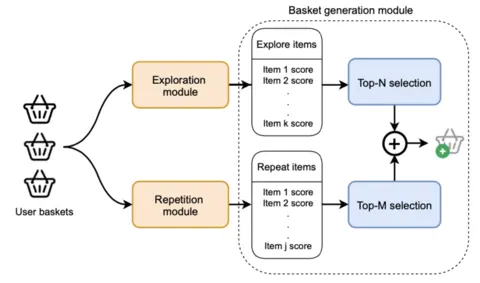 Basket generation module
Explore items
Item 1 score
Item 2 score
.
.
.
Item k score
Exploration
module
Top-N selection
User baskets
Repeat items
Item 1 score
Item 2 score
.
.
.
Item j score
Repetition
module
Top-M selection